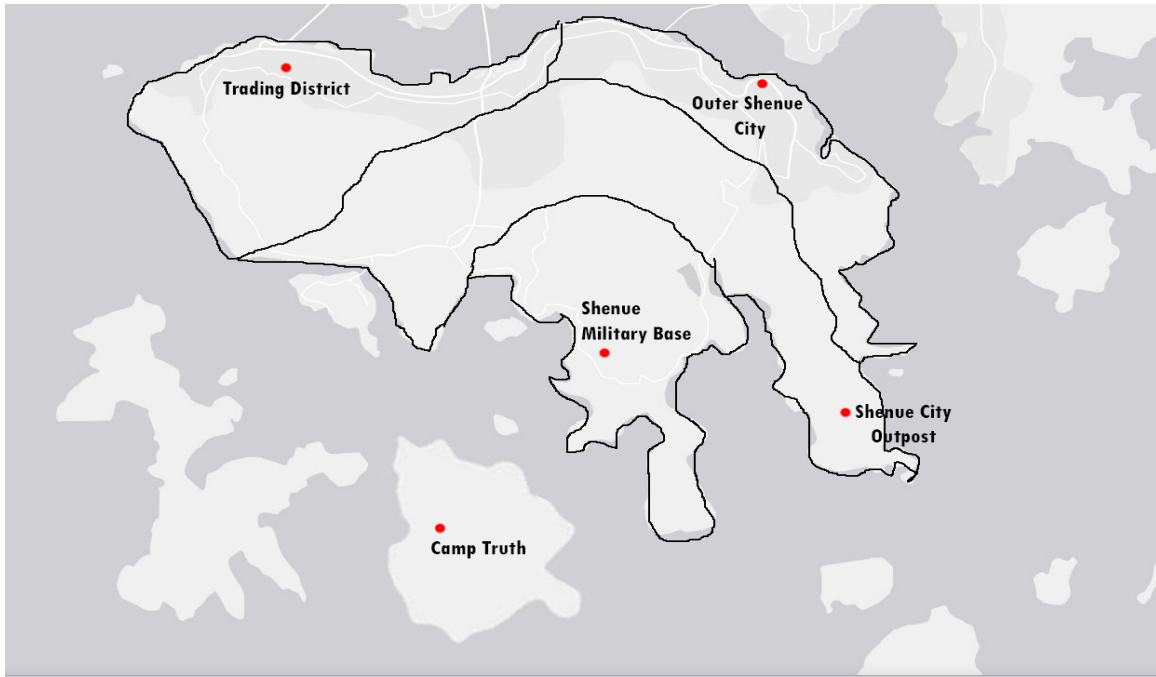 Trading District
Outer Shenue
City
Shenue
Military Base
Shenue City
Outpost
Camp Truth